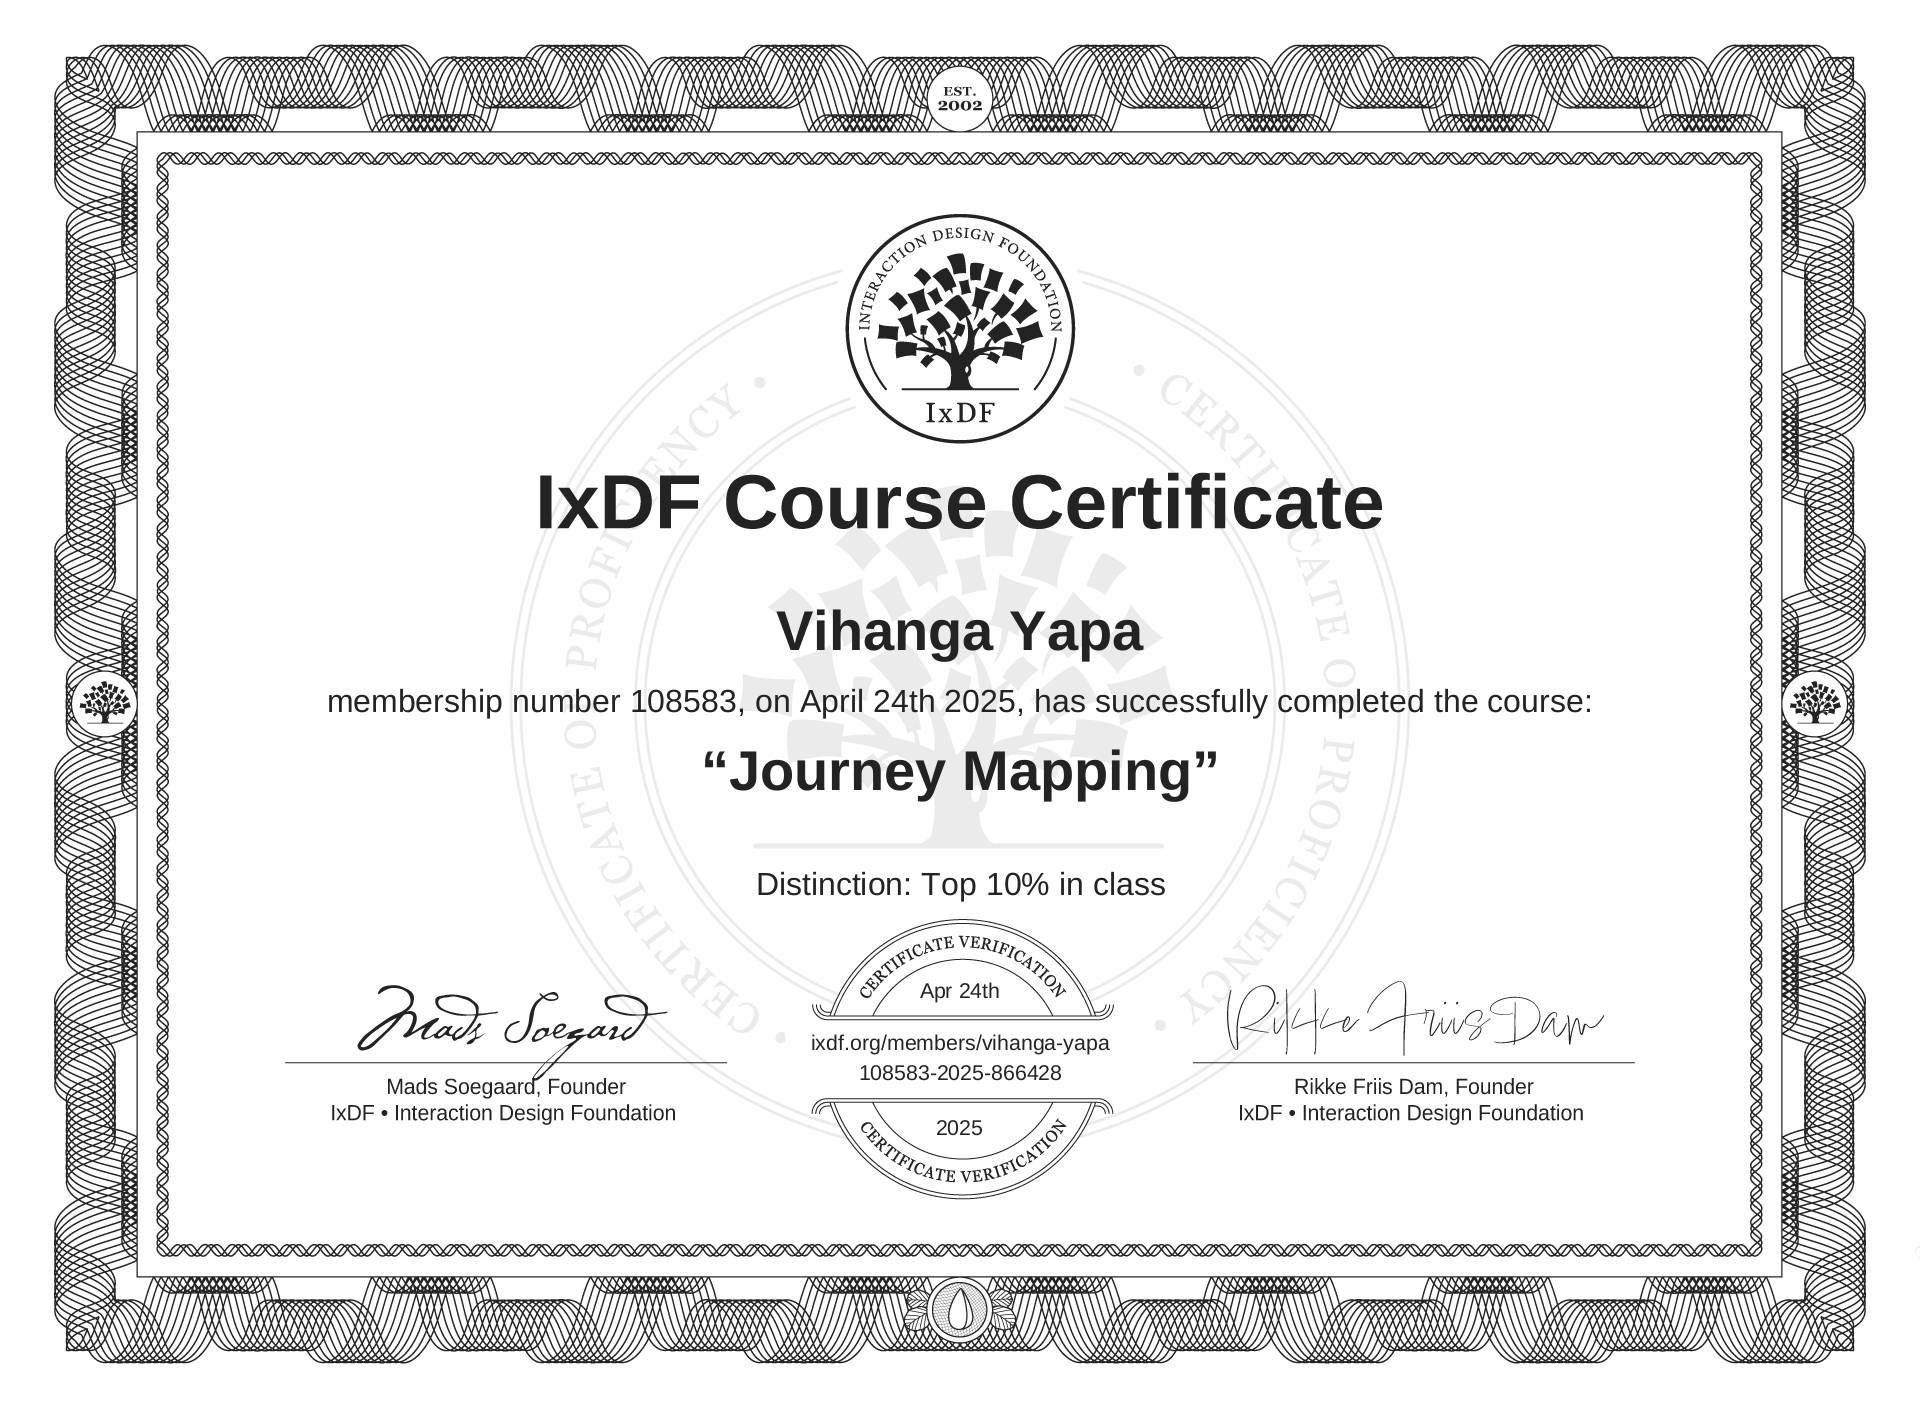 EST.
2002
INTERACTION DESIGN FOUNDATION
IxDF
• CERTIFICATE OF PROFICIENCY •
• CERTIFICATE OF PROFICIENCY •
IxDF Course Certificate
Vihanga Yapa
membership number 108583, on April 24th 2025, has successfully completed the course:
“Journey Mapping”
Distinction: Top 10% in class
CERTIFICATE VERIFICATION
Apr 24th
ixdf.org/members/vihanga-yapa
108583-2025-866428
2025
CERTIFICATE VERIFICATION
Mads Soegaard
Mads Soegaard, Founder
IxDF • Interaction Design Foundation
Rikke Friis Dam
Rikke Friis Dam, Founder
IxDF • Interaction Design Foundation